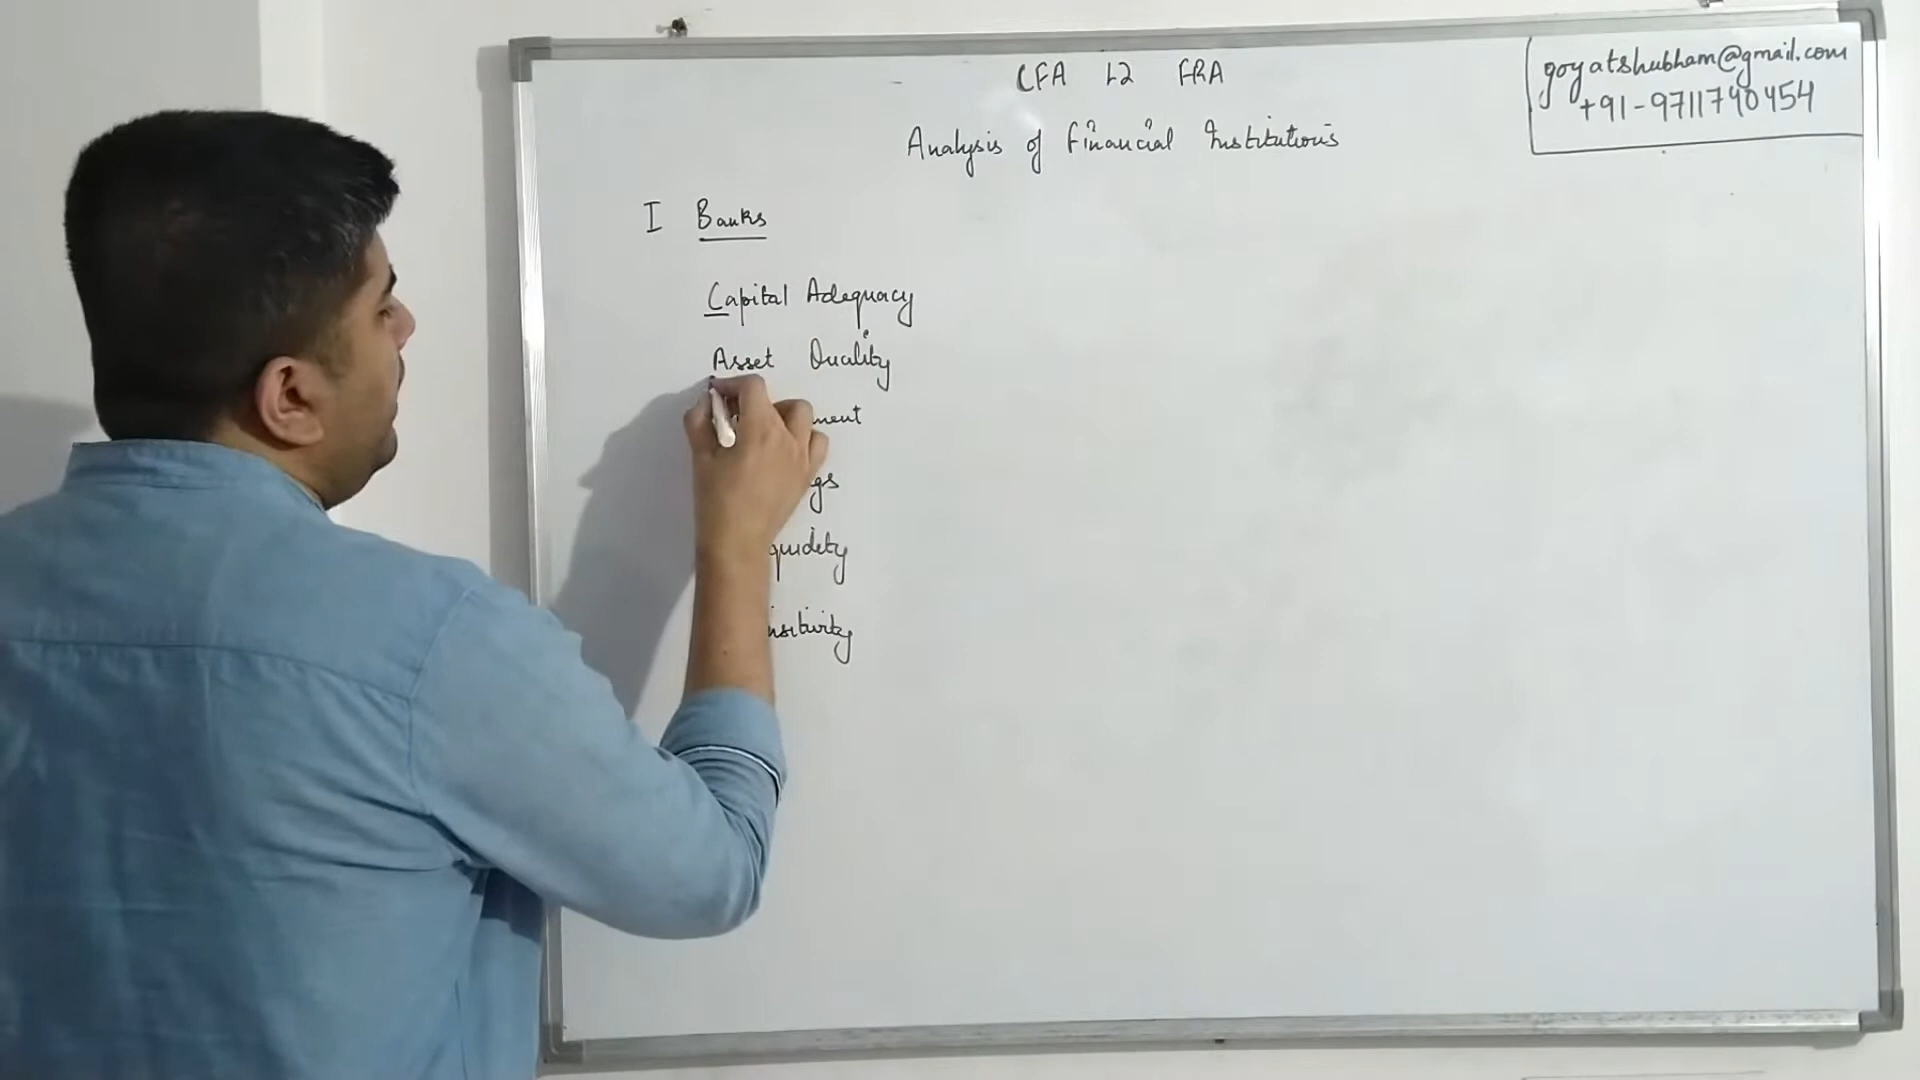 CFA L2 FRA
goyatshubham@gmail.com
+91-9711740454
Analysis of Financial Institutions
I Banks
Capital Adequacy
Asset Quality
ment
gs
quidity
nsitivity